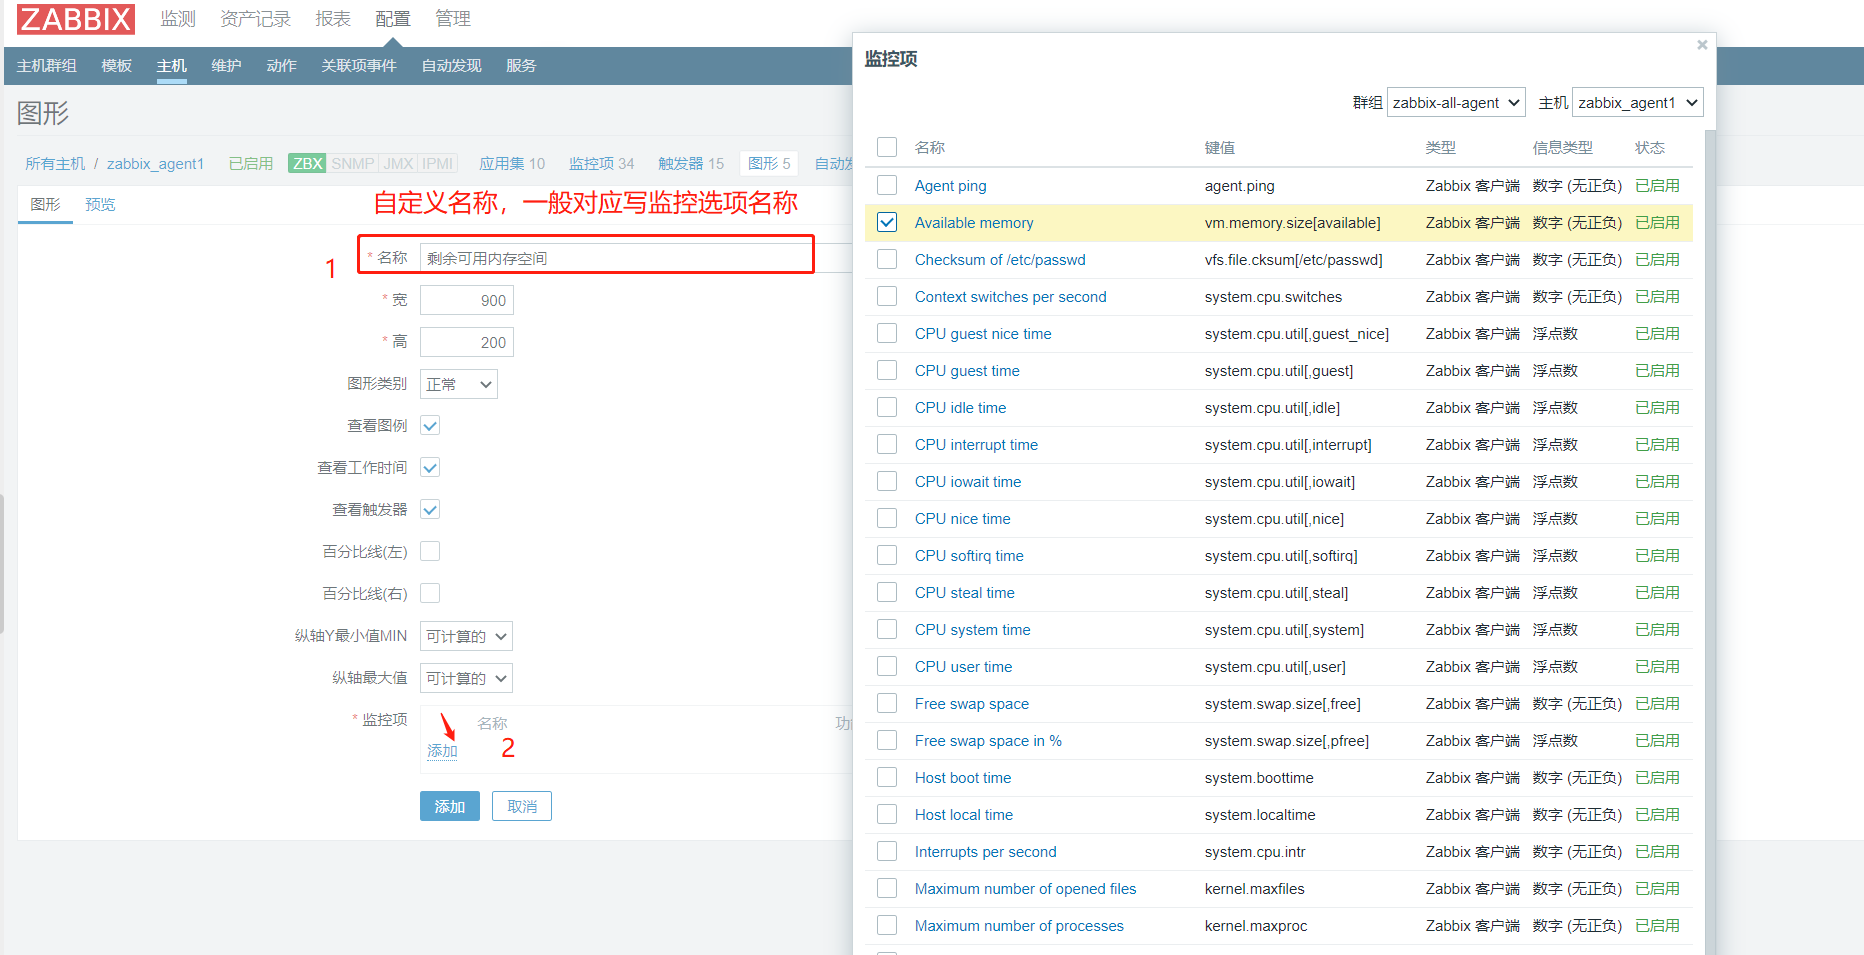 ZABBIX 监测 资产记录 报表 配置 管理
主机群组 模板 主机 维护 动作 关联项事件 自动发现 服务
图形
所有主机 / zabbix_agent1 已启用 ZBX SNMP JMX IPMI 应用集 10 监控项 34 触发器 15 图形 5 自动发
图形 预览
自定义名称，一般对应写监控选项名称
1
* 名称 剩余可用内存空间
* 宽 900
* 高 200
图形类别 正常
查看图例
查看工作时间
查看触发器
百分比线(左)
百分比线(右)
纵轴Y最小值MIN 可计算的
纵轴最大值 可计算的
* 监控项 名称
添加 2
添加 取消
监控项 ×
群组 zabbix-all-agent 主机 zabbix_agent1
名称 键值 类型 信息类型 状态
Agent ping agent.ping Zabbix 客户端 数字 (无正负) 已启用
Available memory vm.memory.size[available] Zabbix 客户端 数字 (无正负) 已启用
Checksum of /etc/passwd vfs.file.cksum[/etc/passwd] Zabbix 客户端 数字 (无正负) 已启用
Context switches per second system.cpu.switches Zabbix 客户端 数字 (无正负) 已启用
CPU guest nice time system.cpu.util[,guest_nice] Zabbix 客户端 浮点数 已启用
CPU guest time system.cpu.util[,guest] Zabbix 客户端 浮点数 已启用
CPU idle time system.cpu.util[,idle] Zabbix 客户端 浮点数 已启用
CPU interrupt time system.cpu.util[,interrupt] Zabbix 客户端 浮点数 已启用
CPU iowait time system.cpu.util[,iowait] Zabbix 客户端 浮点数 已启用
CPU nice time system.cpu.util[,nice] Zabbix 客户端 浮点数 已启用
CPU softirq time system.cpu.util[,softirq] Zabbix 客户端 浮点数 已启用
CPU steal time system.cpu.util[,steal] Zabbix 客户端 浮点数 已启用
CPU system time system.cpu.util[,system] Zabbix 客户端 浮点数 已启用
CPU user time system.cpu.util[,user] Zabbix 客户端 浮点数 已启用
Free swap space system.swap.size[,free] Zabbix 客户端 数字 (无正负) 已启用
Free swap space in % system.swap.size[,pfree] Zabbix 客户端 浮点数 已启用
Host boot time system.boottime Zabbix 客户端 数字 (无正负) 已启用
Host local time system.localtime Zabbix 客户端 数字 (无正负) 已启用
Interrupts per second system.cpu.intr Zabbix 客户端 数字 (无正负) 已启用
Maximum number of opened files kernel.maxfiles Zabbix 客户端 数字 (无正负) 已启用
Maximum number of processes kernel.maxproc Zabbix 客户端 数字 (无正负) 已启用